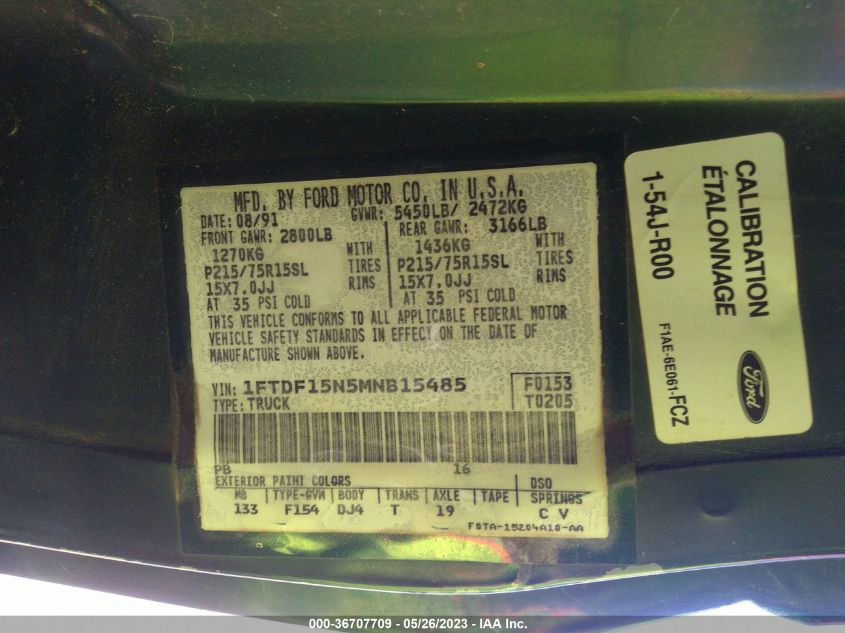 MFD. BY FORD MOTOR CO. IN U.S.A.
DATE: 08/91 GVWR: 5450LB/ 2472KG
FRONT GAWR: 2800LB REAR GAWR: 3166LB
1270KG WITH 1436KG WITH
P215/75R15SL TIRES P215/75R15SL TIRES
15X7.0JJ RIMS 15X7.0JJ RIMS
AT 35 PSI COLD AT 35 PSI COLD
THIS VEHICLE CONFORMS TO ALL APPLICABLE FEDERAL MOTOR
VEHICLE SAFETY STANDARDS IN EFFECT ON THE DATE OF
MANUFACTURE SHOWN ABOVE.
VIN: 1FTDF15N5MNB15485 F0153
TYPE: TRUCK T0205
PB 16
EXTERIOR PAINT COLORS DSO
WB TYPE-GVW BODY TRANS AXLE TAPE SPRINGS
133 F154 DJ4 T 19 C V
F0TA-15204A10-AA
CALIBRATION
ÉTALONNAGE
1-54J-R00
F1AE-6E061-FCZ
Ford
000-36707709 - 05/26/2023 - IAA Inc.